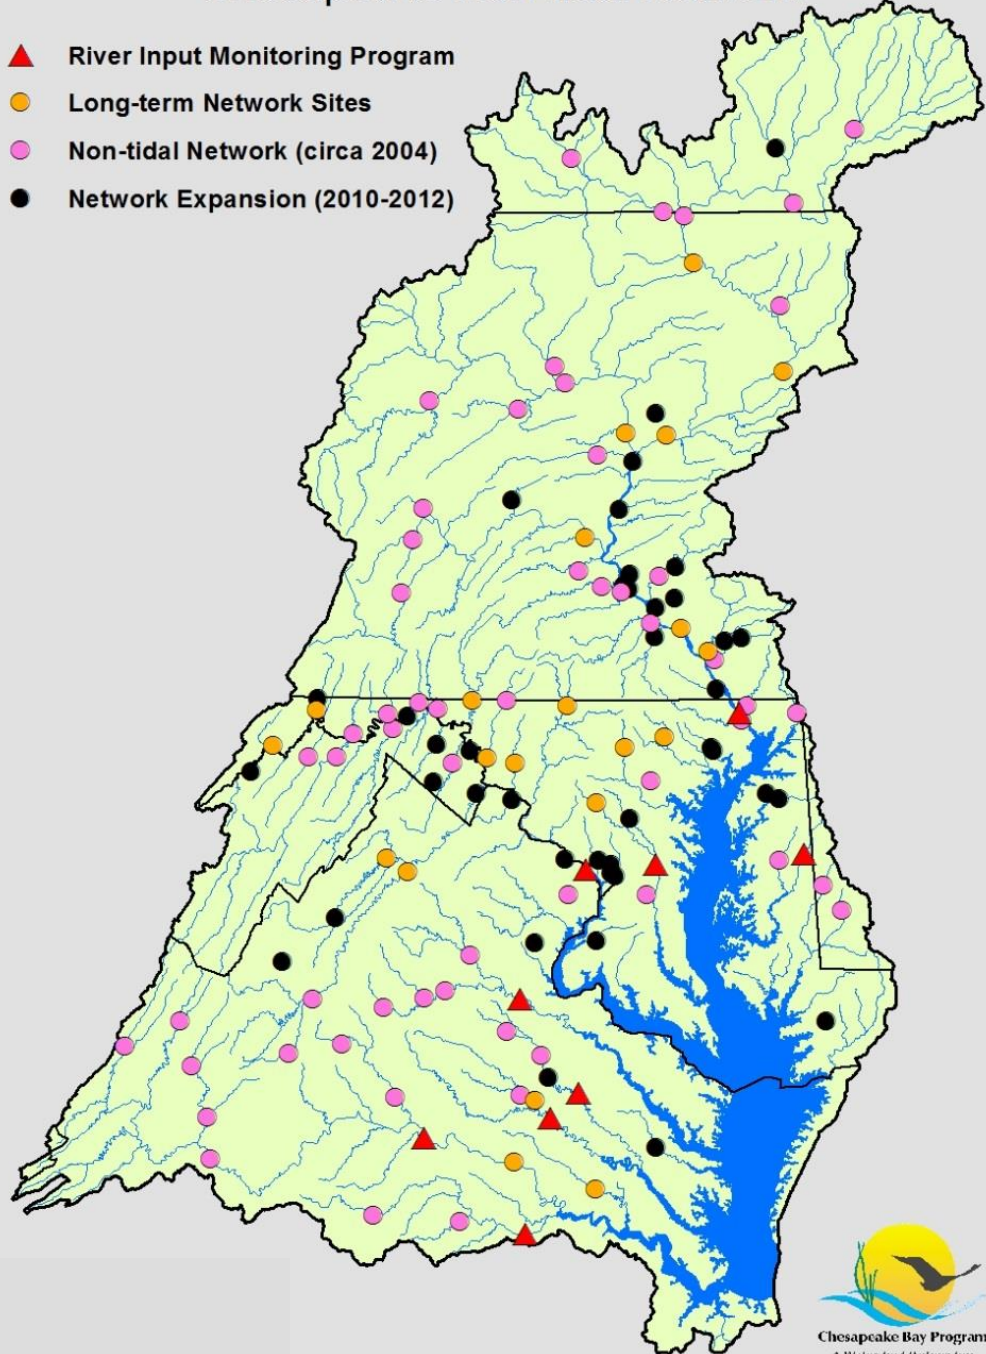 River Input Monitoring Program
Long-term Network Sites
Non-tidal Network (circa 2004)
Network Expansion (2010-2012)
Chesapeake Bay Program